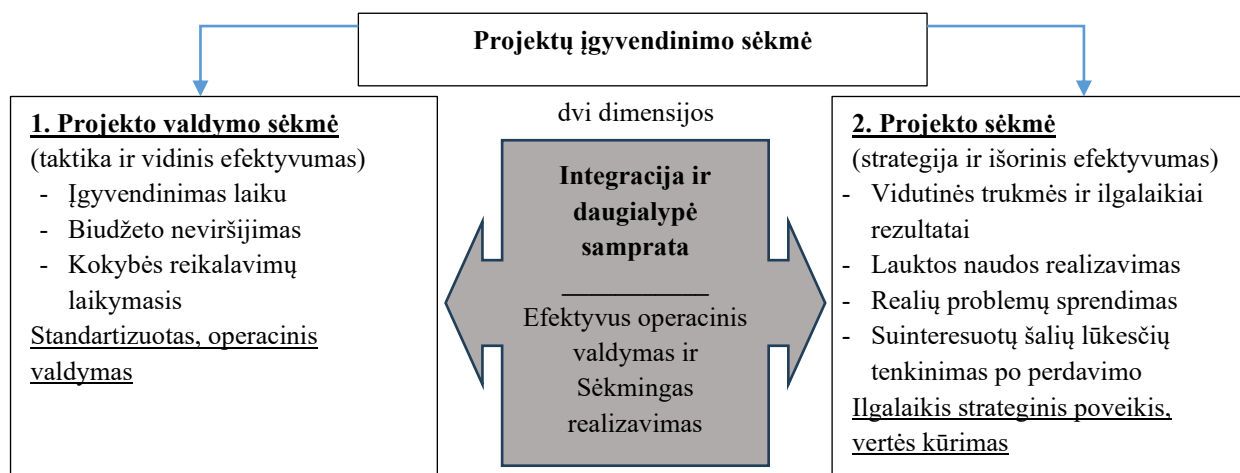 Projektų įgyvendinimo sėkmė
1. Projekto valdymo sėkmė
(taktika ir vidinis efektyvumas)
- Įgyvendinimas laiku
- Biudžeto neviršijimas
- Kokybės reikalavimų
laikymasis
Standartizuotas, operacinis
valdymas
dvi dimensijos
Integracija ir
daugialypė
samprata
____________
Efektyvus operacinis
valdymas ir
Sėkmingas
realizavimas
2. Projekto sėkmė
(strategija ir išorinis efektyvumas)
- Vidutinės trukmės ir ilgalaikiai
rezultatai
- Lauktos naudos realizavimas
- Realių problemų sprendimas
- Suinteresuotų šalių lūkesčių
tenkinimas po perdavimo
Ilgalaikis strateginis poveikis,
vertės kūrimas